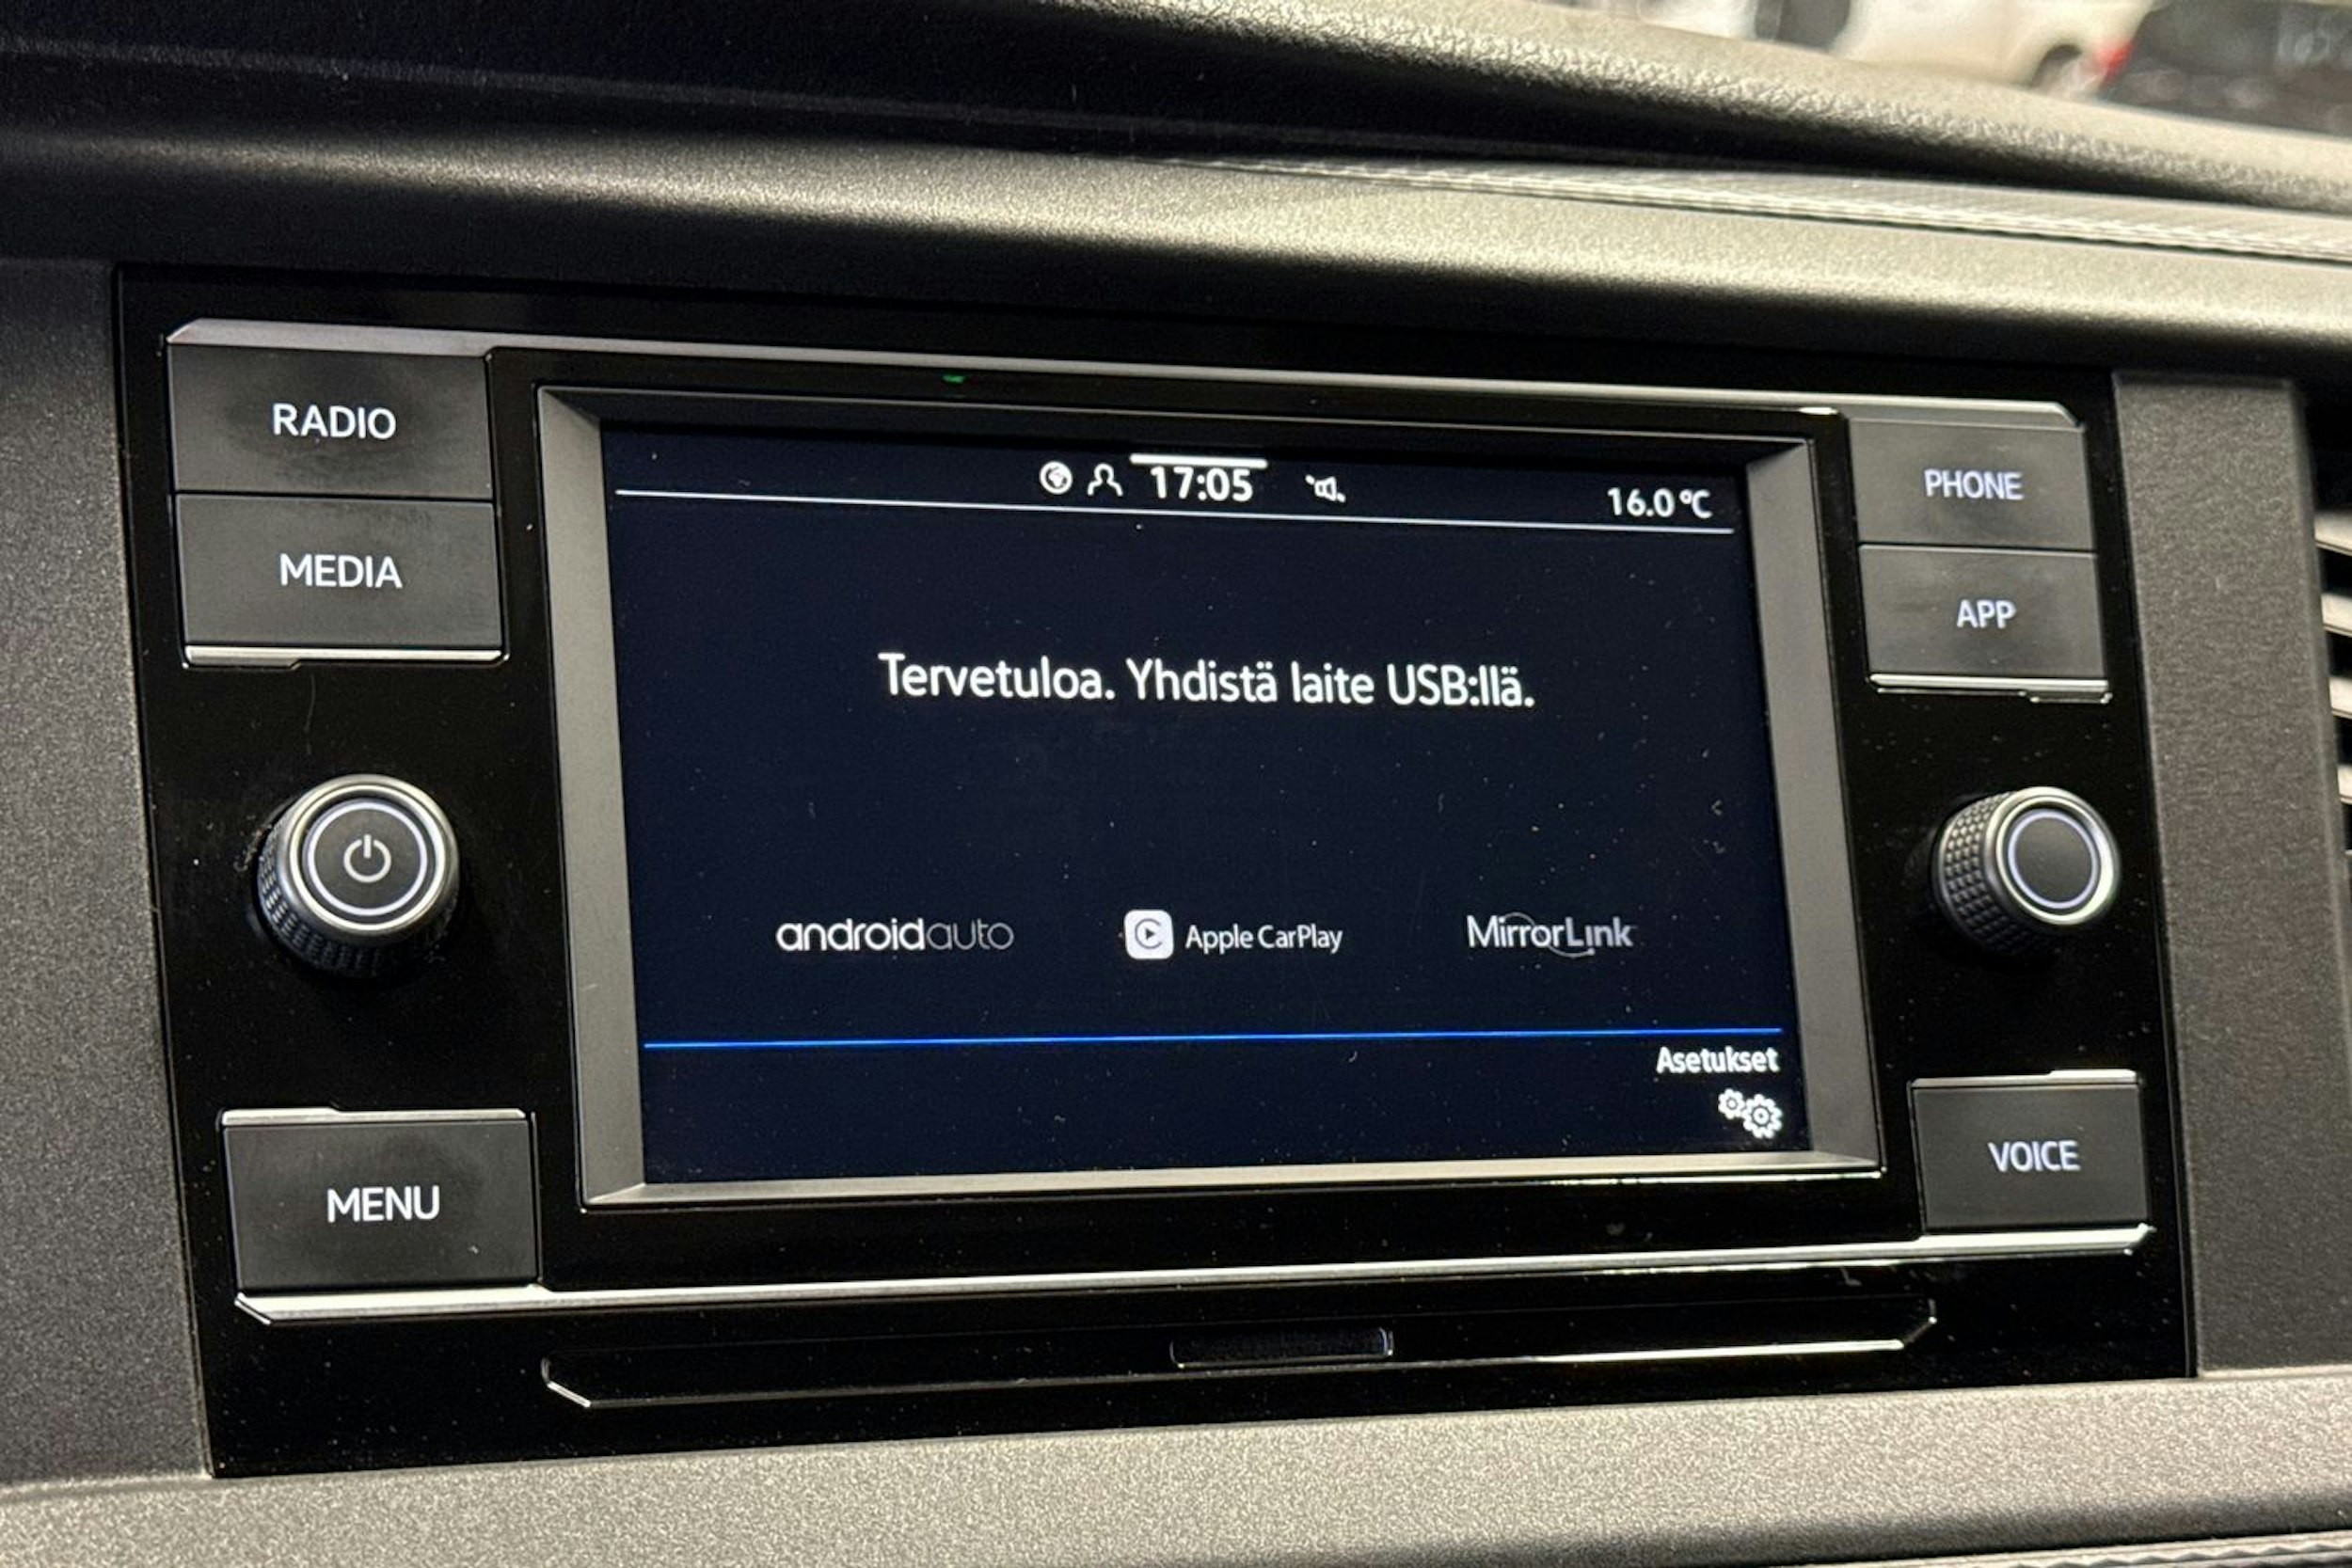 RADIO
MEDIA
MENU
17:05
16.0 °C
Tervetuloa. Yhdistä laite USB:llä.
androidauto
Apple CarPlay
MirrorLink
Asetukset
PHONE
APP
VOICE